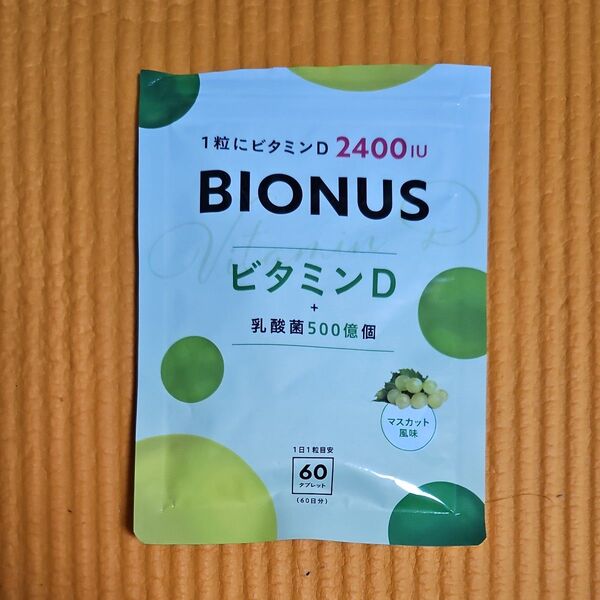 1粒にビタミンD 2400IU
BIONUS
Vitamin D
ビタミンD
+
乳酸菌500億個
マスカット
風味
1日1粒目安
60
タブレット
(60日分)